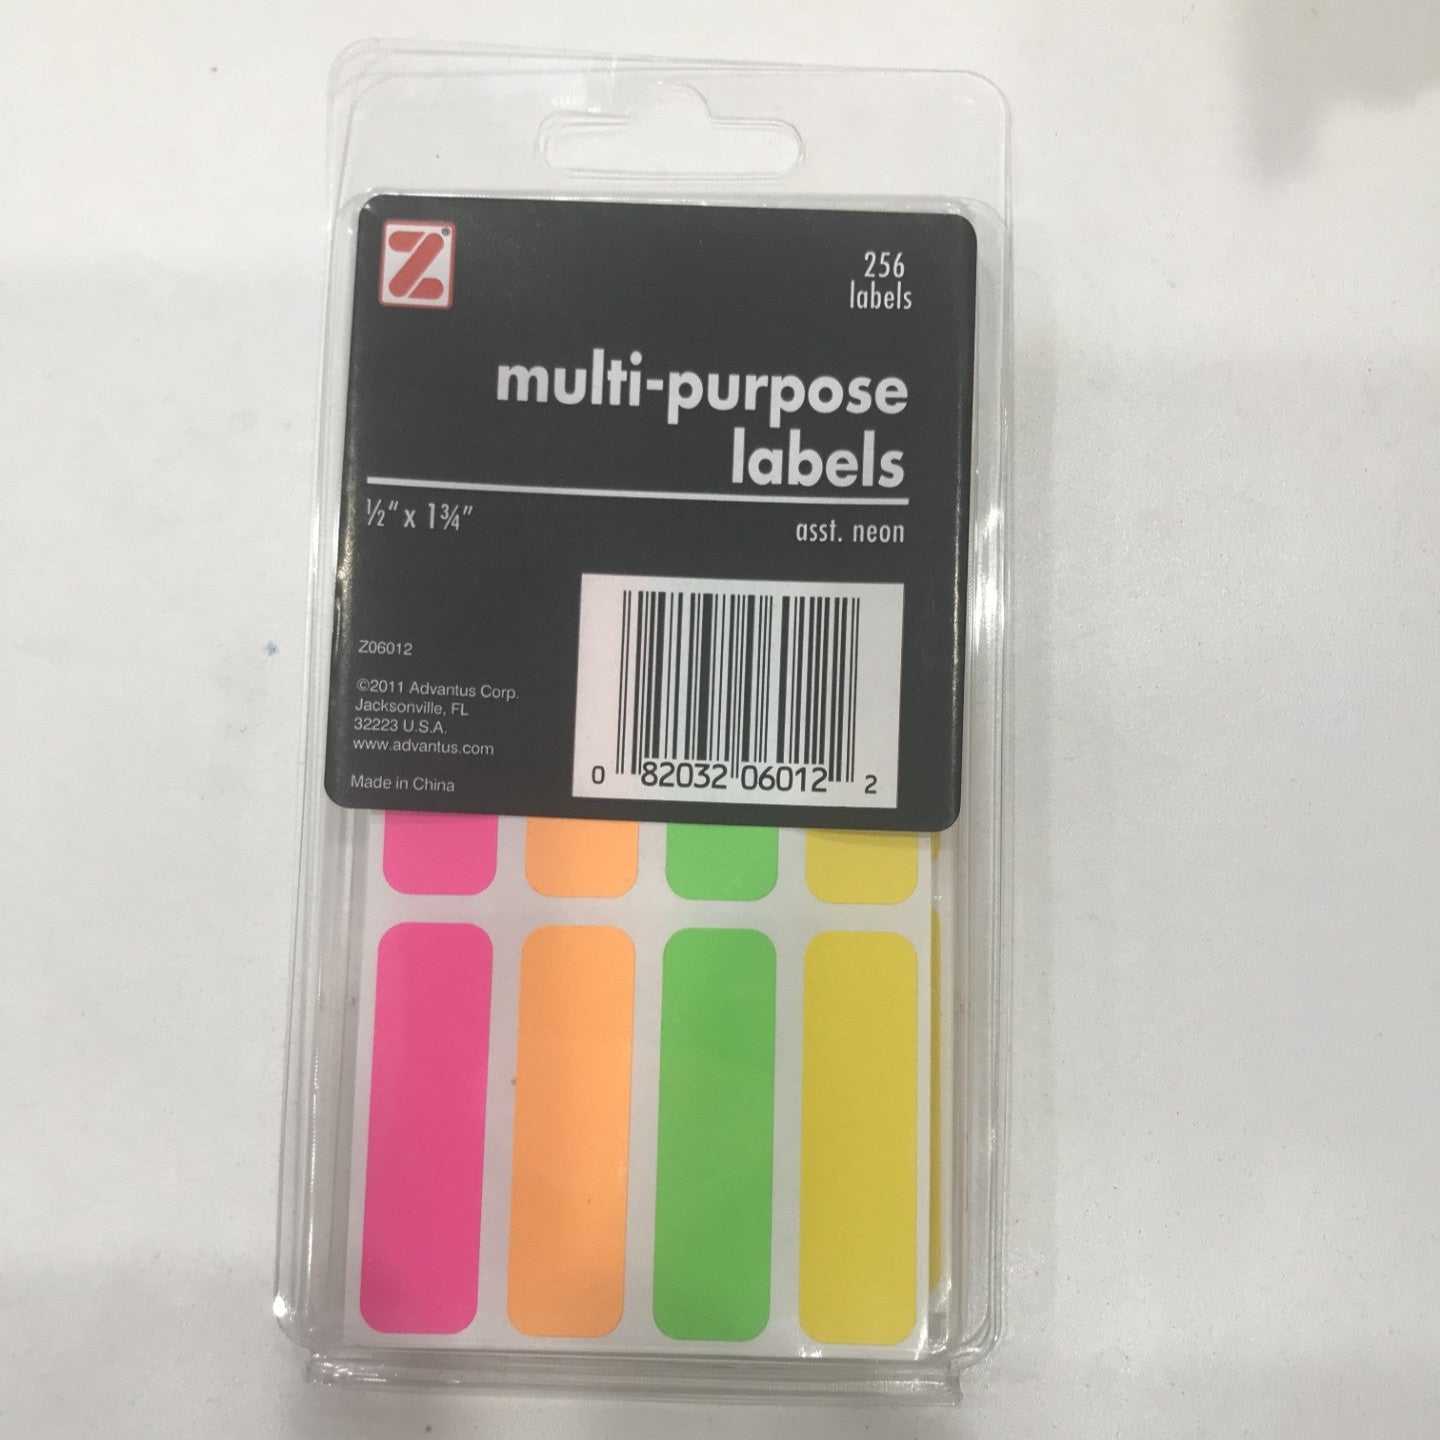 Z
256
labels
multi-purpose
labels
½" x 1¾"
asst. neon
Z06012
©2011 Advantus Corp.
Jacksonville, FL
32223 U.S.A.
www.advantus.com
Made in China
0 82032 06012 2